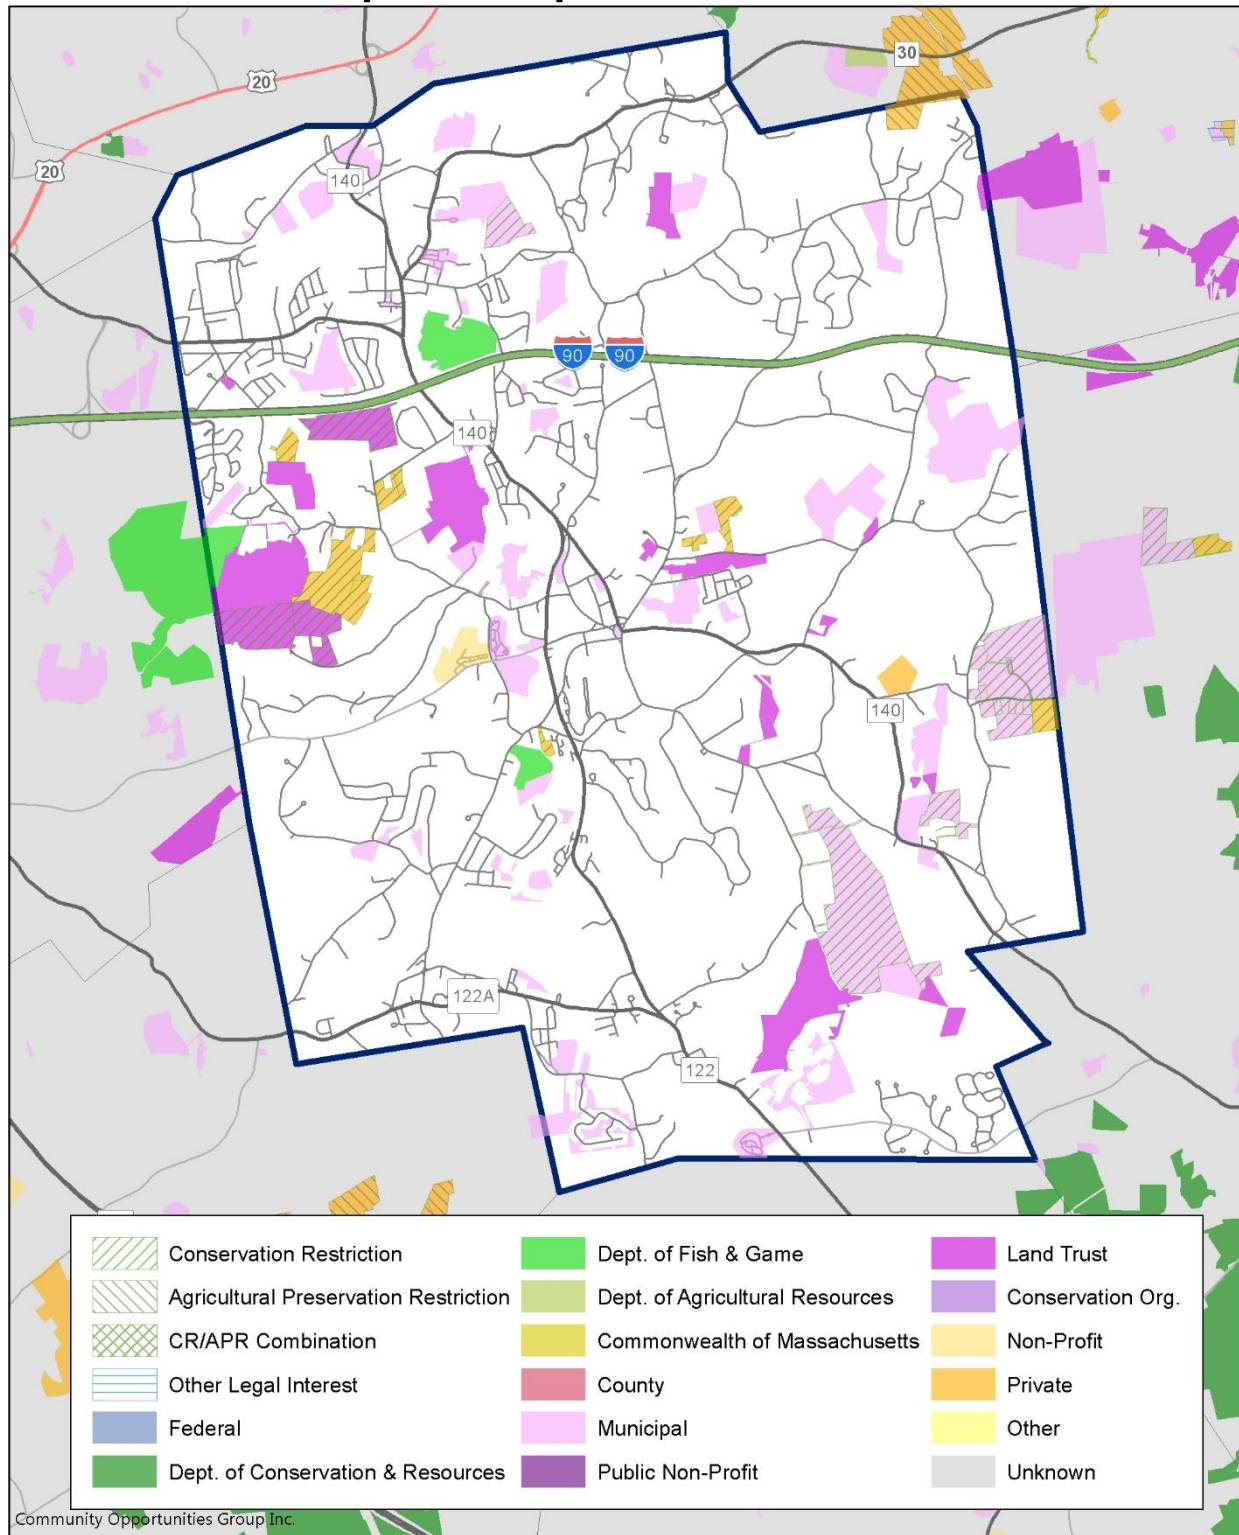 30
20
20
140
90
90
140
140
122A
122
Conservation Restriction
Agricultural Preservation Restriction
CR/APR Combination
Other Legal Interest
Federal
Dept. of Conservation & Resources
Dept. of Fish & Game
Dept. of Agricultural Resources
Commonwealth of Massachusetts
County
Municipal
Public Non-Profit
Land Trust
Conservation Org.
Non-Profit
Private
Other
Unknown
Community Opportunities Group Inc.